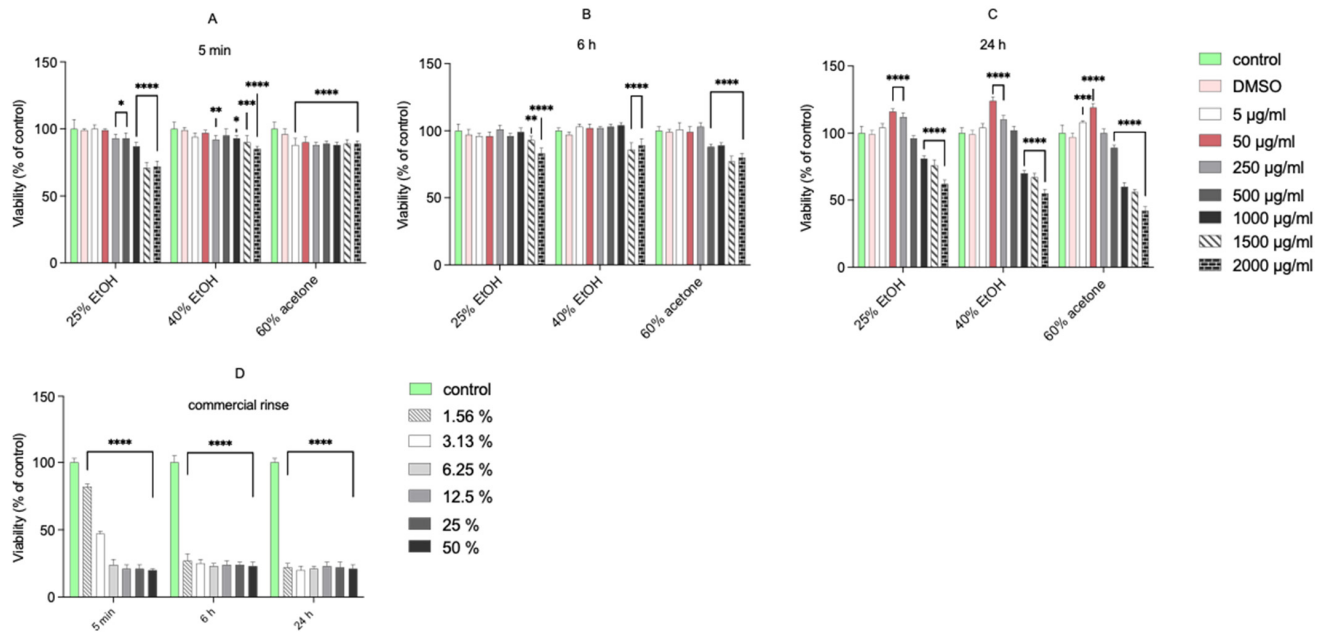 A
5 min
Viability (% of control)
150
100
50
0
*
****
**
*
***
****
****
25% EtOH
40% EtOH
60% acetone
B
6 h
Viability (% of control)
150
100
50
0
**
****
****
****
25% EtOH
40% EtOH
60% acetone
C
24 h
Viability (% of control)
150
100
50
0
****
****
****
****
***
****
****
25% EtOH
40% EtOH
60% acetone
control
DMSO
5 µg/ml
50 µg/ml
250 µg/ml
500 µg/ml
1000 µg/ml
1500 µg/ml
2000 µg/ml
D
commercial rinse
Viability (% of control)
150
100
50
0
****
****
****
5 min
6 h
24 h
control
1.56 %
3.13 %
6.25 %
12.5 %
25 %
50 %